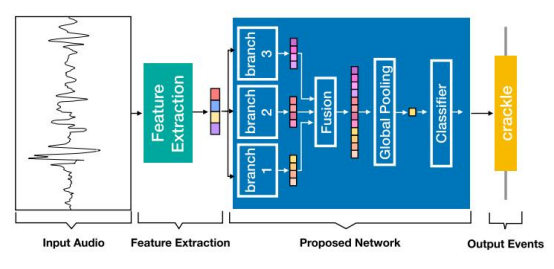 Feature
Extraction
branch
3
branch
2
branch
1
Fusion
Global Pooling
Classifier
crackle
Input Audio
Feature Extraction
Proposed Network
Output Events